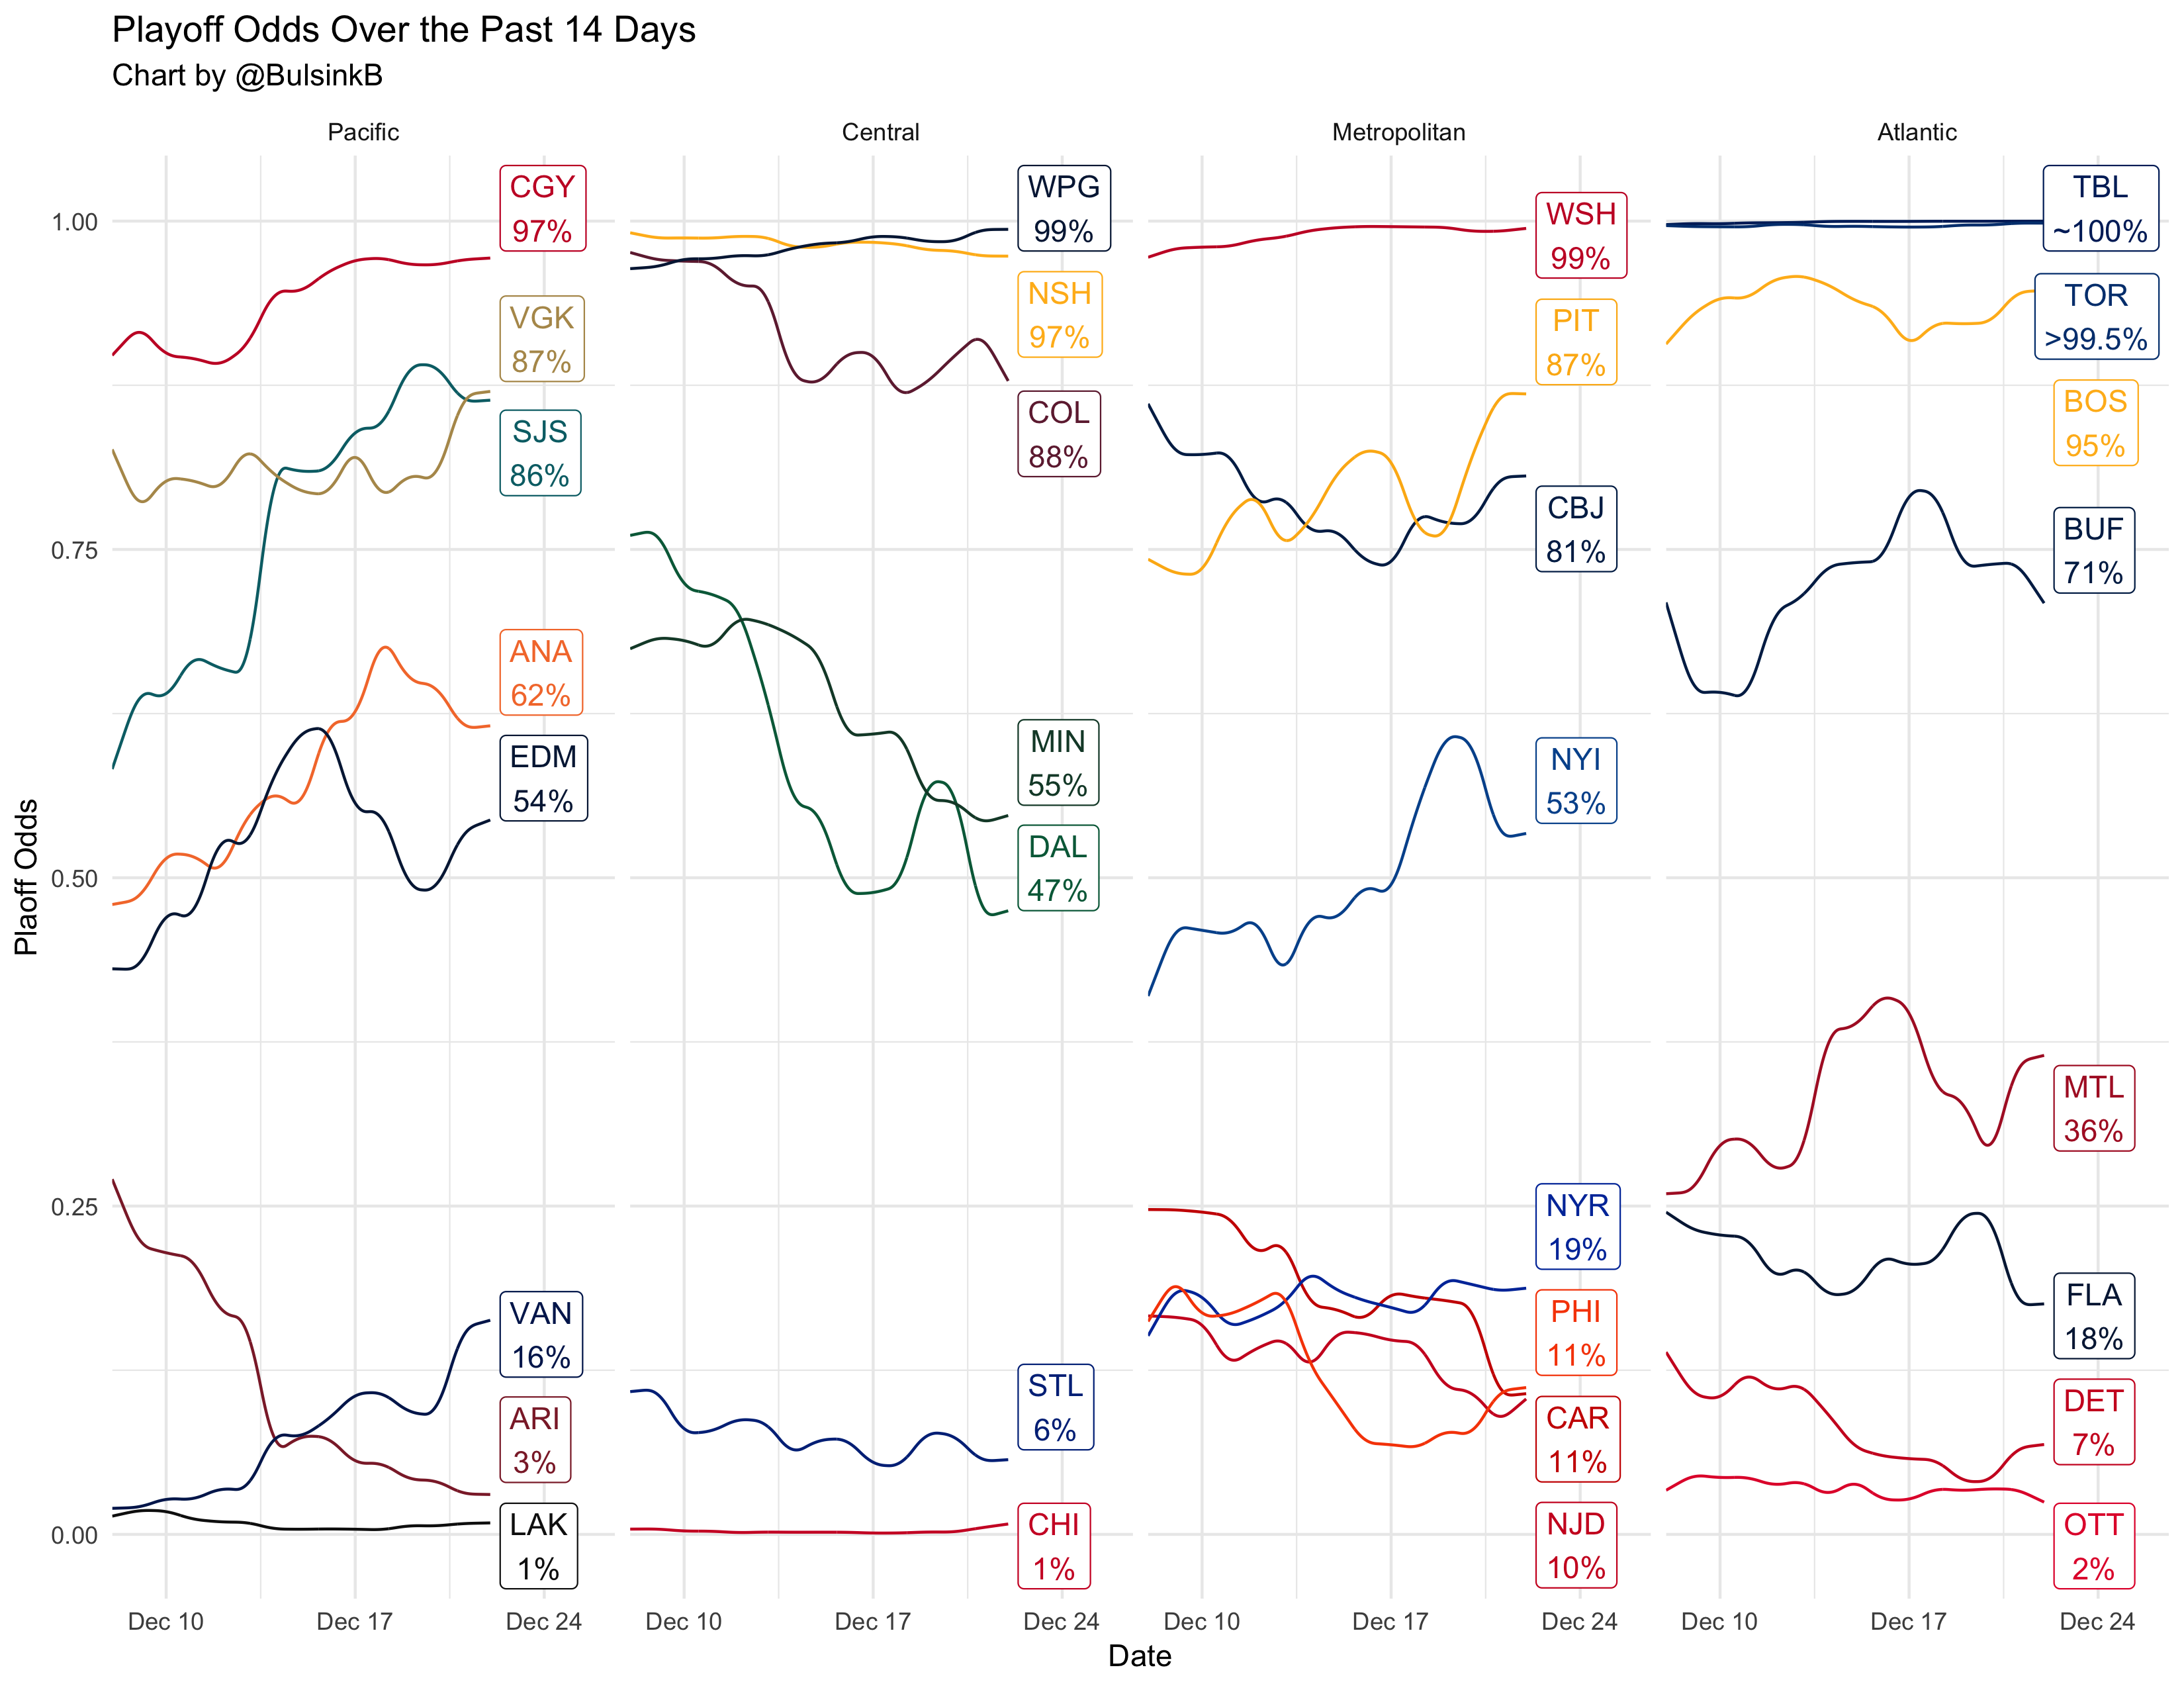 Playoff Odds Over the Past 14 Days
Chart by @BulsinkB
Pacific
Central
Metropolitan
Atlantic
Plaoff Odds
1.00
0.75
0.50
0.25
0.00
CGY
97%
VGK
87%
SJS
86%
ANA
62%
EDM
54%
VAN
16%
ARI
3%
LAK
1%
WPG
99%
NSH
97%
COL
88%
MIN
55%
DAL
47%
STL
6%
CHI
1%
WSH
99%
PIT
87%
CBJ
81%
NYI
53%
NYR
19%
PHI
11%
CAR
11%
NJD
10%
TBL
~100%
TOR
>99.5%
BOS
95%
BUF
71%
MTL
36%
FLA
18%
DET
7%
OTT
2%
Dec 10 Dec 17 Dec 24 Dec 10 Dec 17 Dec 24 Dec 10 Dec 17 Dec 24 Dec 10 Dec 17 Dec 24
Date